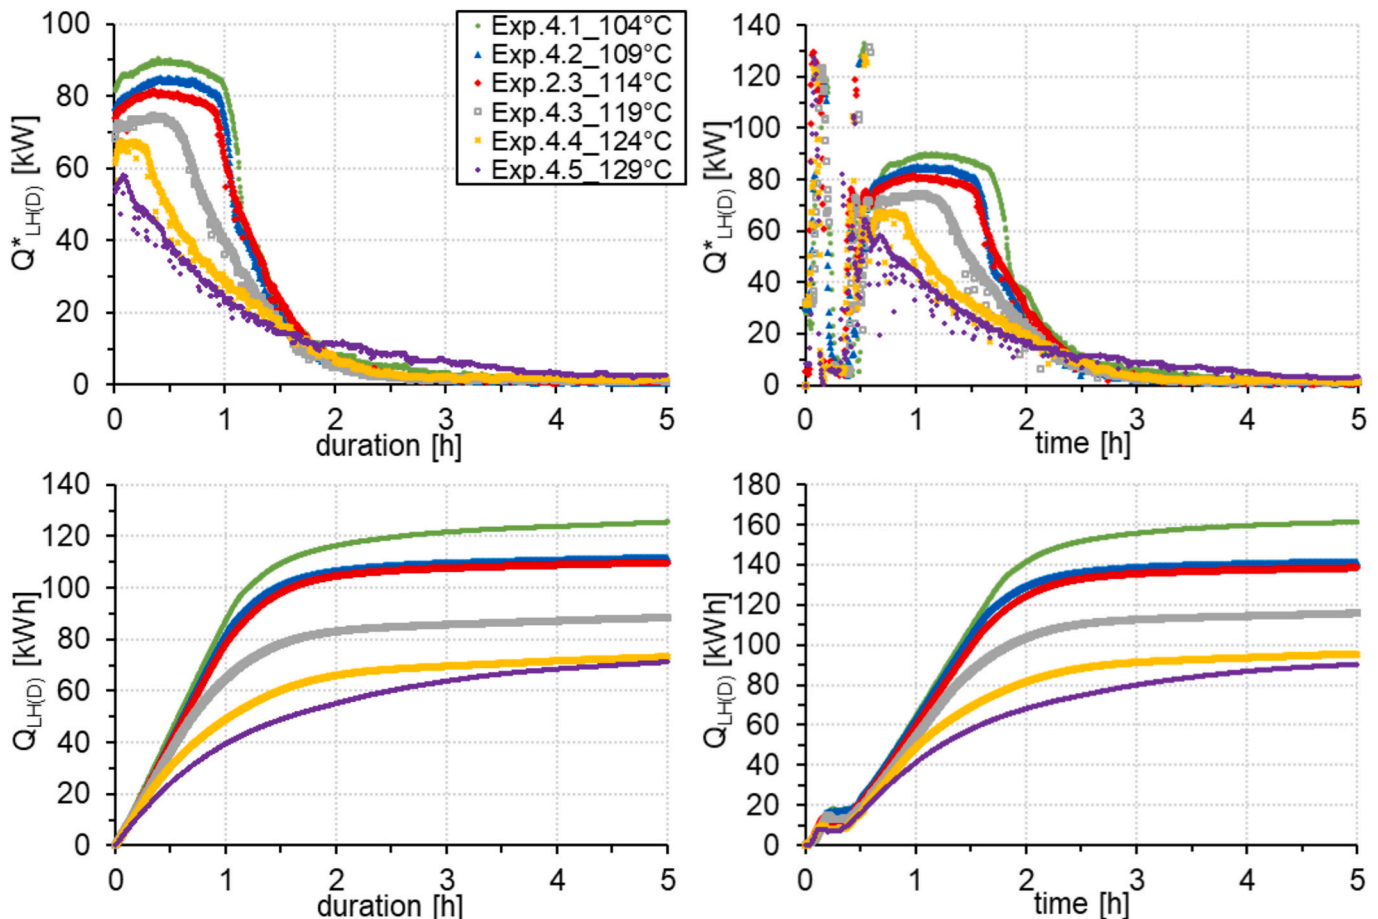 Q*LH(D) [kW]
100
80
60
40
20
0
0 1 2 3 4 5
duration [h]
Exp.4.1_104°C
Exp.4.2_109°C
Exp.2.3_114°C
Exp.4.3_119°C
Exp.4.4_124°C
Exp.4.5_129°C
Q*LH(D) [kW]
140
120
100
80
60
40
20
0
0 1 2 3 4 5
time [h]
QLH(D) [kWh]
140
120
100
80
60
40
20
0
0 1 2 3 4 5
duration [h]
QLH(D) [kWh]
180
160
140
120
100
80
60
40
20
0
0 1 2 3 4 5
time [h]